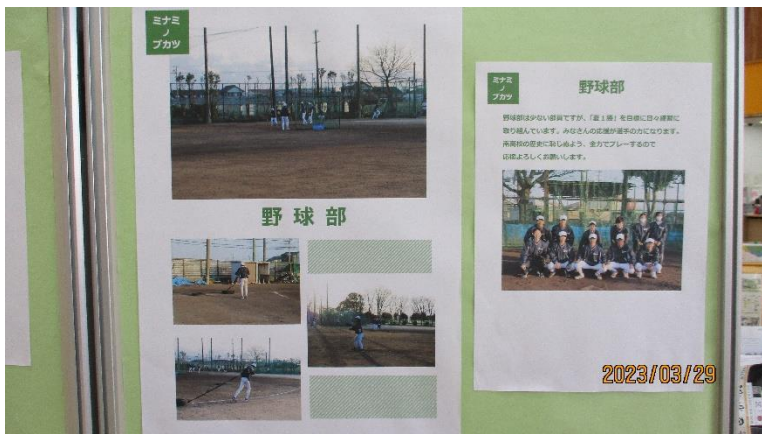 ミナミ
ノ
ブカツ
野球部
ミナミ
ノ
ブカツ
野球部
野球部は少ない部員ですが、「夏1勝」を目標に日々練習に
取り組んでいます。みなさんの応援が選手の力になります。
南高校の歴史に恥じぬよう、全力でプレーするので
応援よろしくお願いします。
2023/03/29